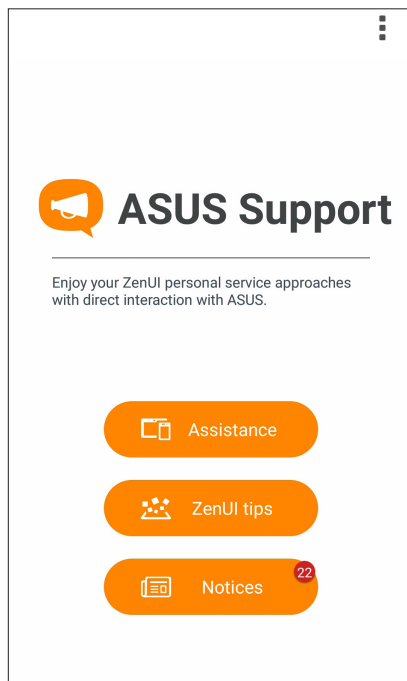 ASUS Support
Enjoy your ZenUI personal service approaches
with direct interaction with ASUS.
Assistance
ZenUI tips
22
Notices